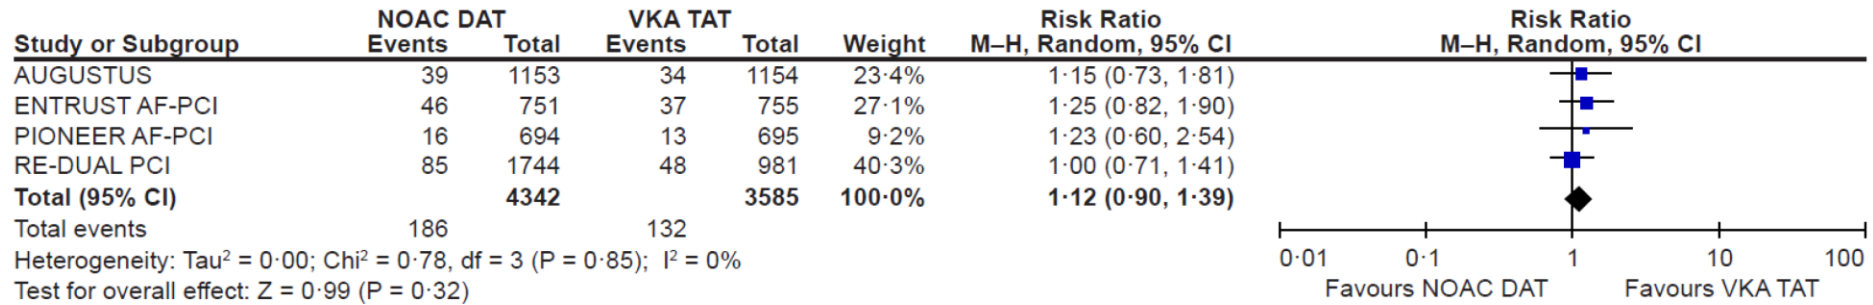 NOAC DAT VKA TAT Risk Ratio Risk Ratio
Study or Subgroup Events Total Events Total Weight M–H, Random, 95% CI M–H, Random, 95% CI
AUGUSTUS 39 1153 34 1154 23·4% 1·15 (0·73, 1·81)
ENTRUST AF-PCI 46 751 37 755 27·1% 1·25 (0·82, 1·90)
PIONEER AF-PCI 16 694 13 695 9·2% 1·23 (0·60, 2·54)
RE-DUAL PCI 85 1744 48 981 40·3% 1·00 (0·71, 1·41)
Total (95% CI) 4342 3585 100·0% 1·12 (0·90, 1·39)
Total events 186 132
Heterogeneity: Tau² = 0·00; Chi² = 0·78, df = 3 (P = 0·85); I² = 0%
Test for overall effect: Z = 0·99 (P = 0·32)
0·01 0·1 1 10 100
Favours NOAC DAT Favours VKA TAT